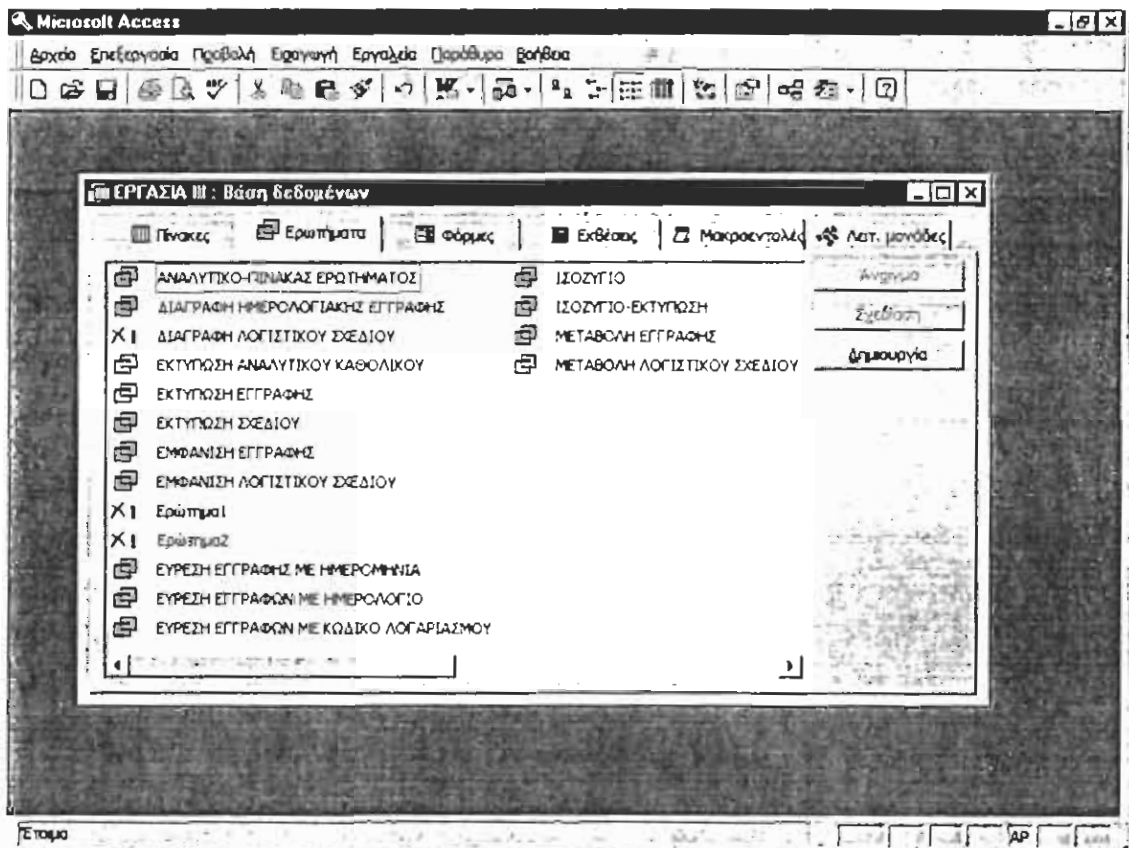 Microsoft Access
Αρχείο Επεξεργασία Προβολή Εισαγωγή Εργαλεία Παράθυρο Βοήθεια
ΕΡΓΑΣΙΑ III : Βάση δεδομένων
Πίνακες Ερωτήματα Φόρμες Εκθέσεις Μακροεντολές Λειτ. μονάδες
ΑΝΑΛΥΤΙΚΟ-ΠΙΝΑΚΑΣ ΕΡΩΤΗΜΑΤΟΣ
ΔΙΑΓΡΑΦΗ ΗΜΕΡΟΛΟΓΙΑΚΗΣ ΕΓΓΡΑΦΗΣ
ΔΙΑΓΡΑΦΗ ΛΟΓΙΣΤΙΚΟΥ ΣΧΕΔΙΟΥ
ΕΚΤΥΠΩΣΗ ΑΝΑΛΥΤΙΚΟΥ ΚΑΘΟΛΙΚΟΥ
ΕΚΤΥΠΩΣΗ ΕΓΓΡΑΦΗΣ
ΕΚΤΥΠΩΣΗ ΣΧΕΔΙΟΥ
ΕΜΦΑΝΙΣΗ ΕΓΓΡΑΦΗΣ
ΕΜΦΑΝΙΣΗ ΛΟΓΙΣΤΙΚΟΥ ΣΧΕΔΙΟΥ
Ερώτημα1
Ερώτημα2
ΕΥΡΕΣΗ ΕΓΓΡΑΦΗΣ ΜΕ ΗΜΕΡΟΜΗΝΙΑ
ΕΥΡΕΣΗ ΕΓΓΡΑΦΩΝ ΜΕ ΗΜΕΡΟΛΟΓΙΟ
ΕΥΡΕΣΗ ΕΓΓΡΑΦΩΝ ΜΕ ΚΩΔΙΚΟ ΛΟΓΑΡΙΑΣΜΟΥ
ΙΣΟΖΥΓΙΟ
ΙΣΟΖΥΓΙΟ-ΕΚΤΥΠΩΣΗ
ΜΕΤΑΒΟΛΗ ΕΓΓΡΑΦΗΣ
ΜΕΤΑΒΟΛΗ ΛΟΓΙΣΤΙΚΟΥ ΣΧΕΔΙΟΥ
Άνοιγμα
Σχεδίαση
Δημιουργία
Έτοιμο
AP